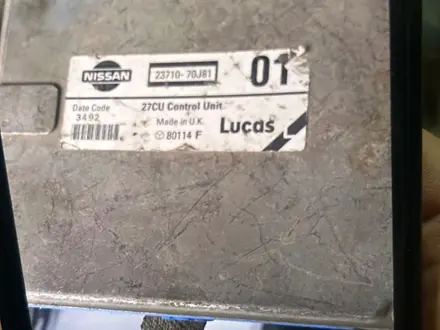 NISSAN 23710-70J81 01
Date Code 27CU Control Unit
3492 Made in U.K. Lucas
80114 F